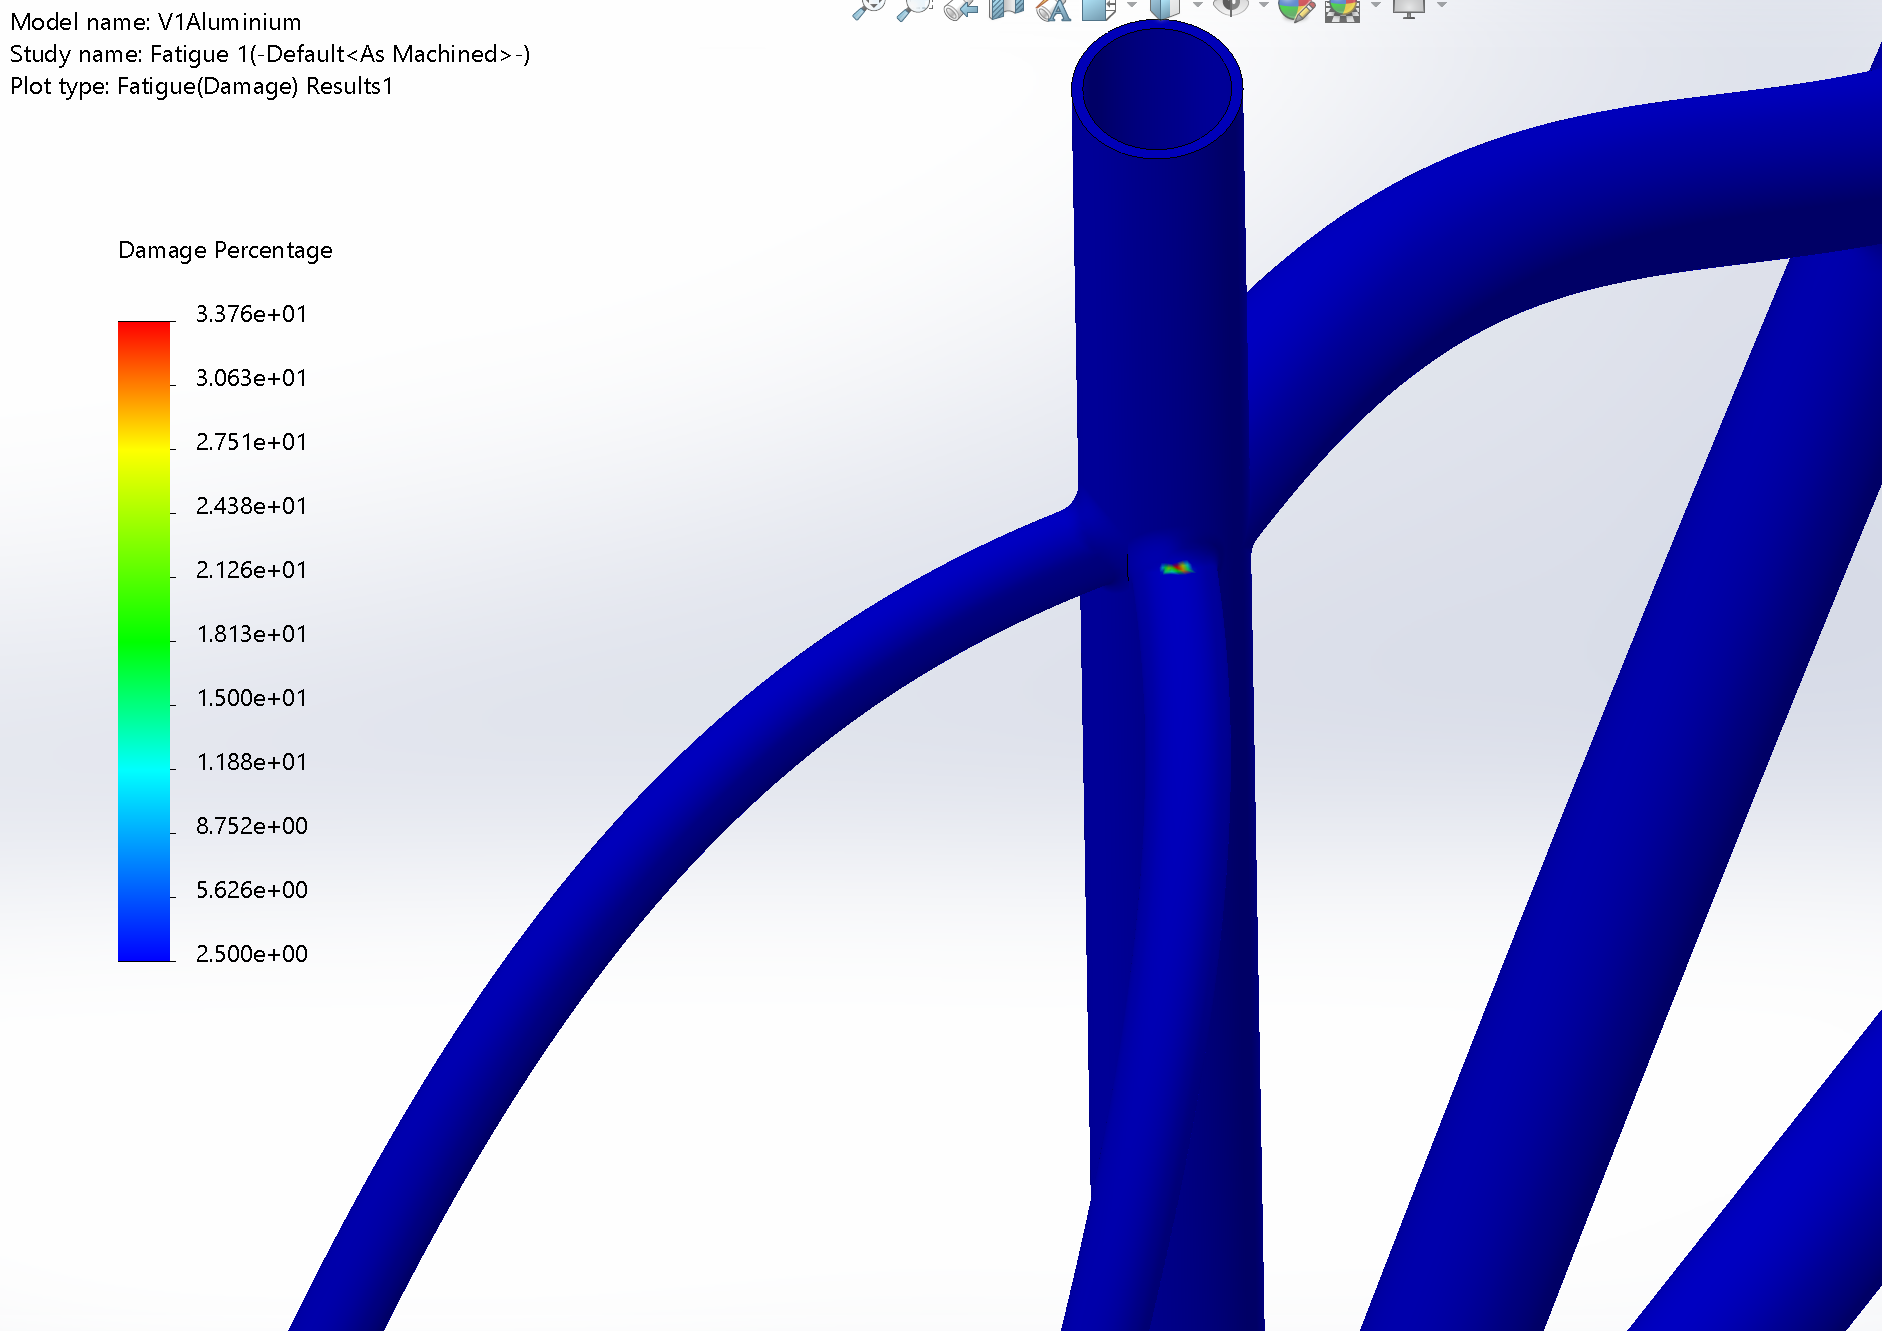 Model name: V1Aluminium
Study name: Fatigue 1(-Default<As Machined>-)
Plot type: Fatigue(Damage) Results1
Damage Percentage
3.376e+01
3.063e+01
2.751e+01
2.438e+01
2.126e+01
1.813e+01
1.500e+01
1.188e+01
8.752e+00
5.626e+00
2.500e+00